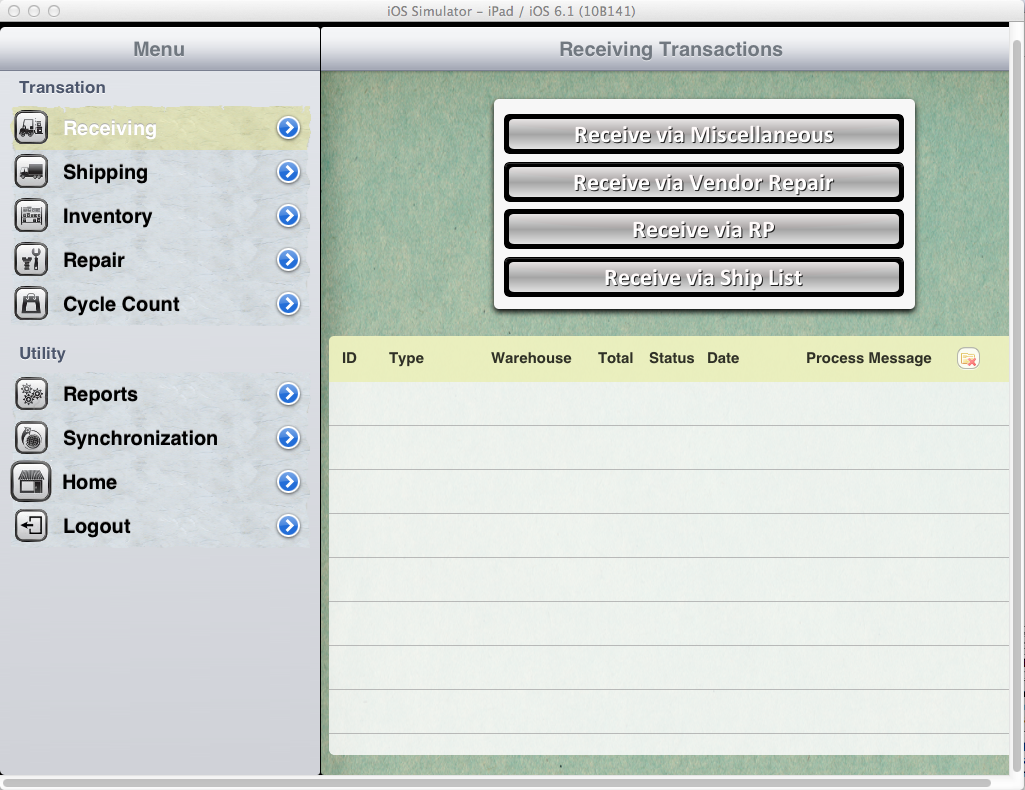 iOS Simulator – iPad / iOS 6.1 (10B141)
Menu
Receiving Transactions
Transation
Receiving
Shipping
Inventory
Repair
Cycle Count
Utility
Reports
Synchronization
Home
Logout
Receive via Miscellaneous
Receive via Vendor Repair
Receive via RP
Receive via Ship List
ID Type Warehouse Total Status Date Process Message